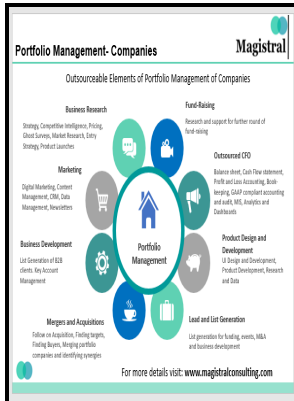 Portfolio Management- Companies
Magistral
Outsourceable Elements of Portfolio Management of Companies
Business Research
Strategy, Competitive Intelligence, Pricing,
Ghost Surveys, Market Research, Entry
Strategy, Product Launches
Marketing
Digital Marketing, Content
Management, CRM, Data
Management, Newsletters
Business Development
List Generation of B2B
clients. Key Account
Management
Mergers and Acquisitions
Follow on Acquisition, Finding targets,
Finding Buyers, Merging portfolio
companies and identifying synergies
Portfolio
Management
Fund-Raising
Research and support for further round of
fund-raising
Outsourced CFO
Balance sheet, Cash Flow statement,
Profit and Loss Accounting, Book-
keeping, GAAP compliant accounting
and audit, MIS, Analytics and
Dashboards
Product Design and
Development
UI Design and Development,
Product Development, Research
and Data
Lead and List Generation
List generation for funding, events, M&A
and business development
For more details visit: www.magistralconsulting.com